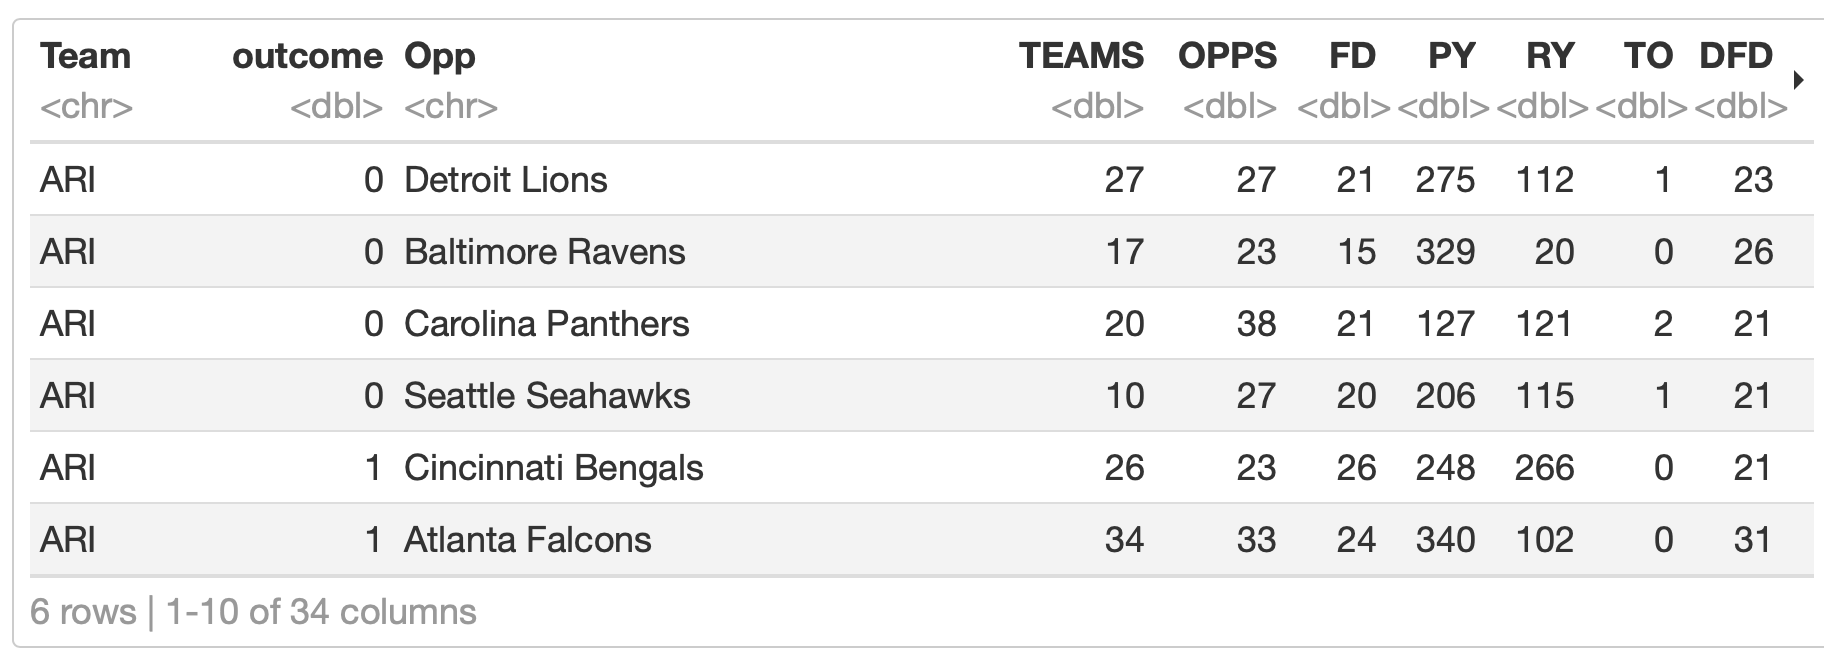 Team outcome Opp TEAMS OPPS FD PY RY TO DFD
<chr> <dbl> <chr> <dbl> <dbl> <dbl> <dbl> <dbl> <dbl> <dbl>
ARI 0 Detroit Lions 27 27 21 275 112 1 23
ARI 0 Baltimore Ravens 17 23 15 329 20 0 26
ARI 0 Carolina Panthers 20 38 21 127 121 2 21
ARI 0 Seattle Seahawks 10 27 20 206 115 1 21
ARI 1 Cincinnati Bengals 26 23 26 248 266 0 21
ARI 1 Atlanta Falcons 34 33 24 340 102 0 31
6 rows | 1-10 of 34 columns